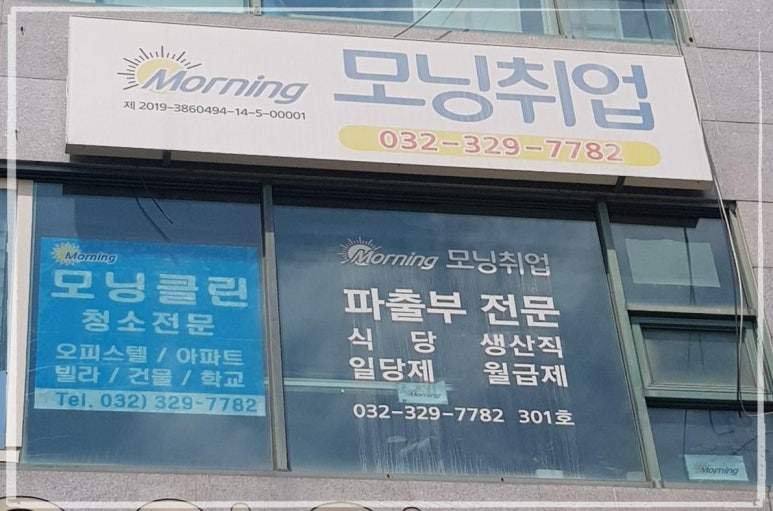 Morning
제 2019-3860494-14-5-00001
모닝취업
032-329-7782
Morning
모닝클린
청소전문
오피스텔 / 아파트
빌라 / 건물 / 학교
Tel. 032) 329-7782
Morning 모닝취업
파출부 전문
식당 생산직
일당제 월급제
Morning
032-329-7782 301호
Morning